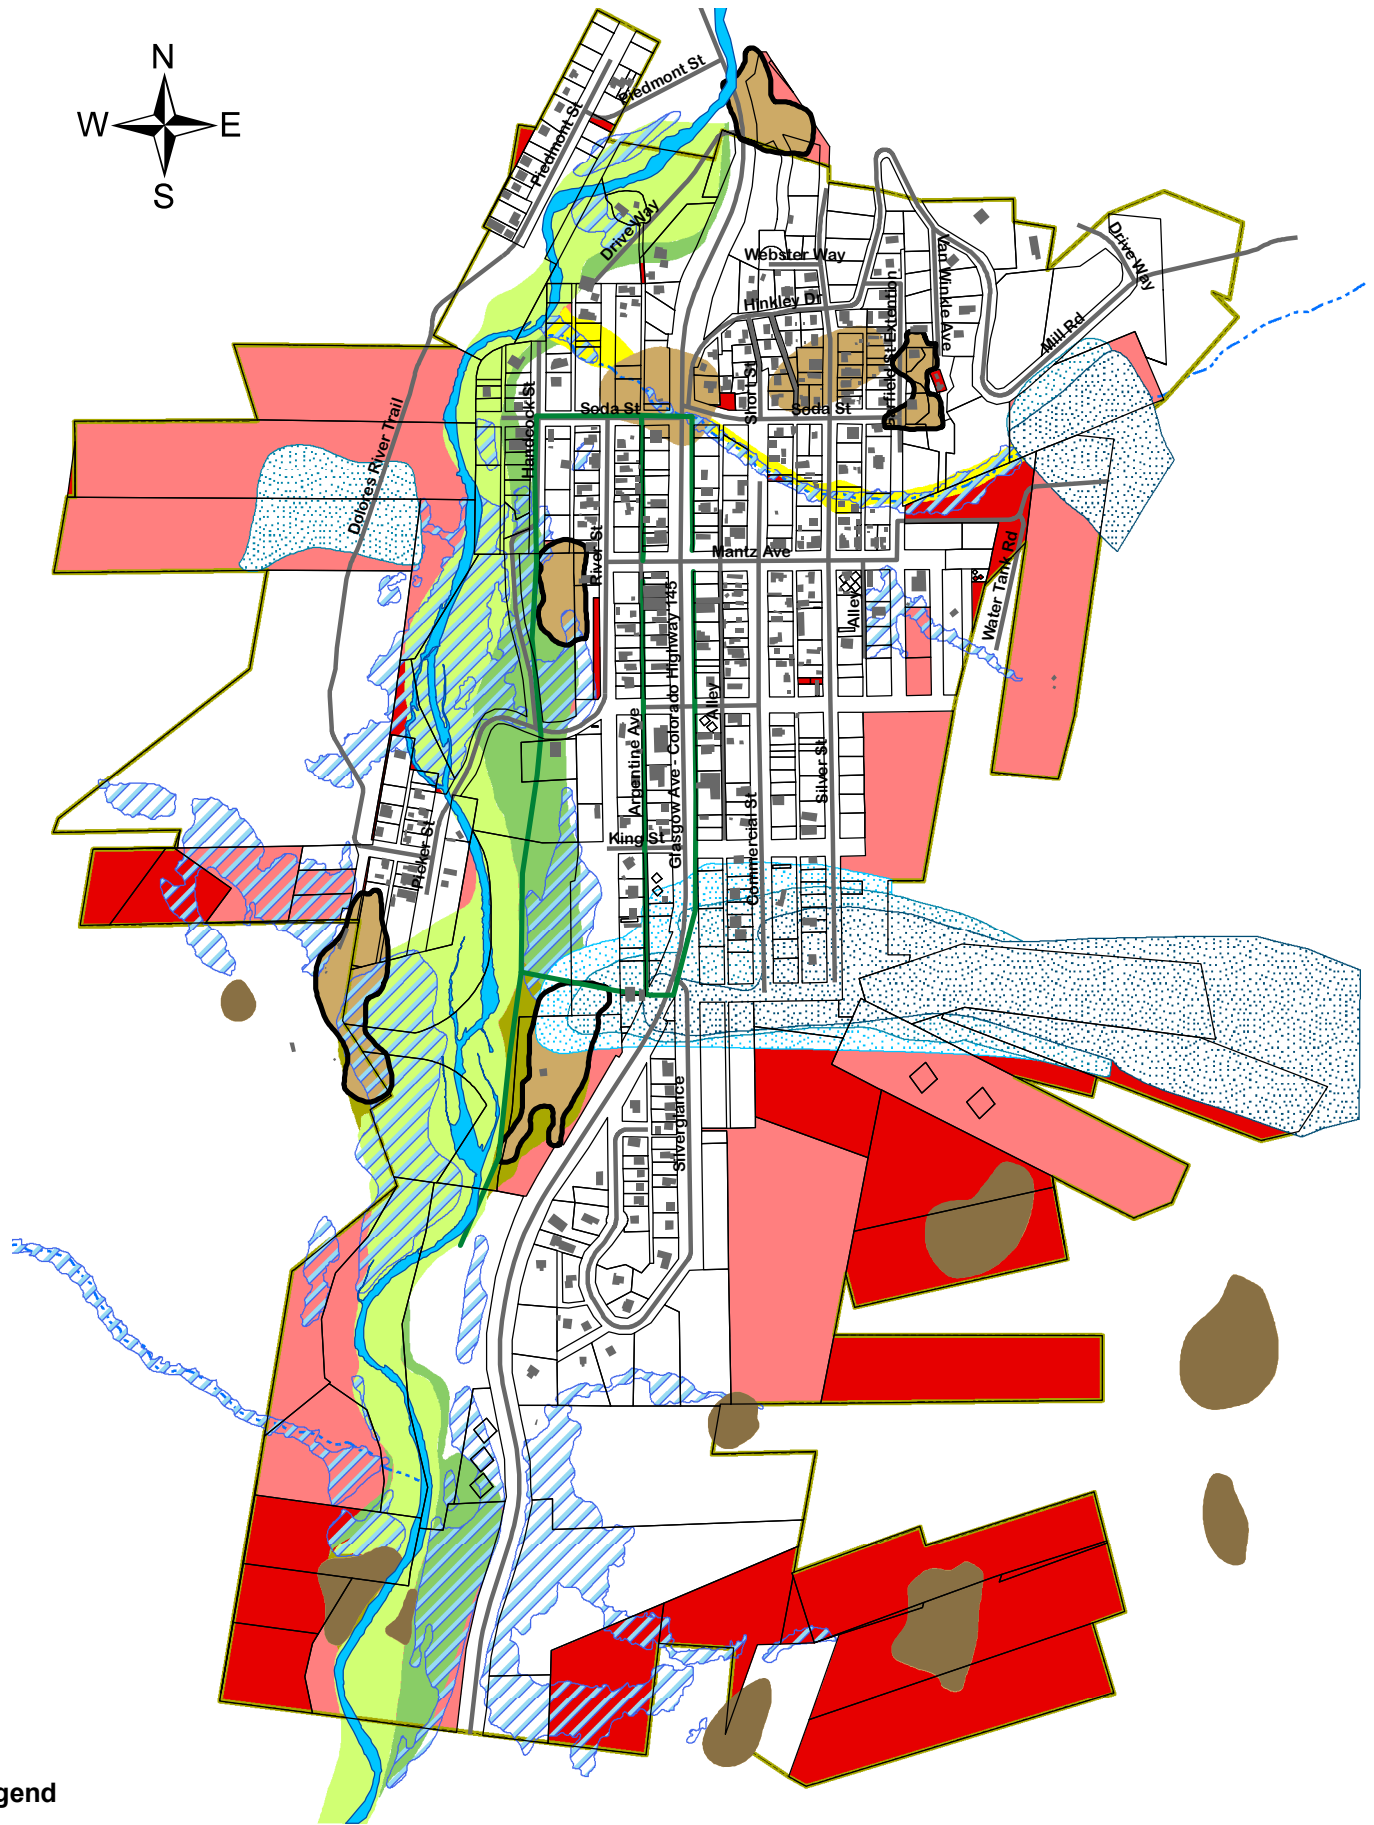 N
W E
S
Piedmont St
Piedmont St
Drive Way
Webster Way
Hinkley Dr
Van Winkle Ave
Drive Way
Mill Rd
Short St
Soda St
Soda St
Handcock St
Dolores River Trail
River St
Mantz Ave
Water Tank Rd
Alley
Alley
Argentine Ave
Glasgow Ave - Colorado Highway 145
Silver St
Commercial St
King St
Picker St
Silverglance
gend